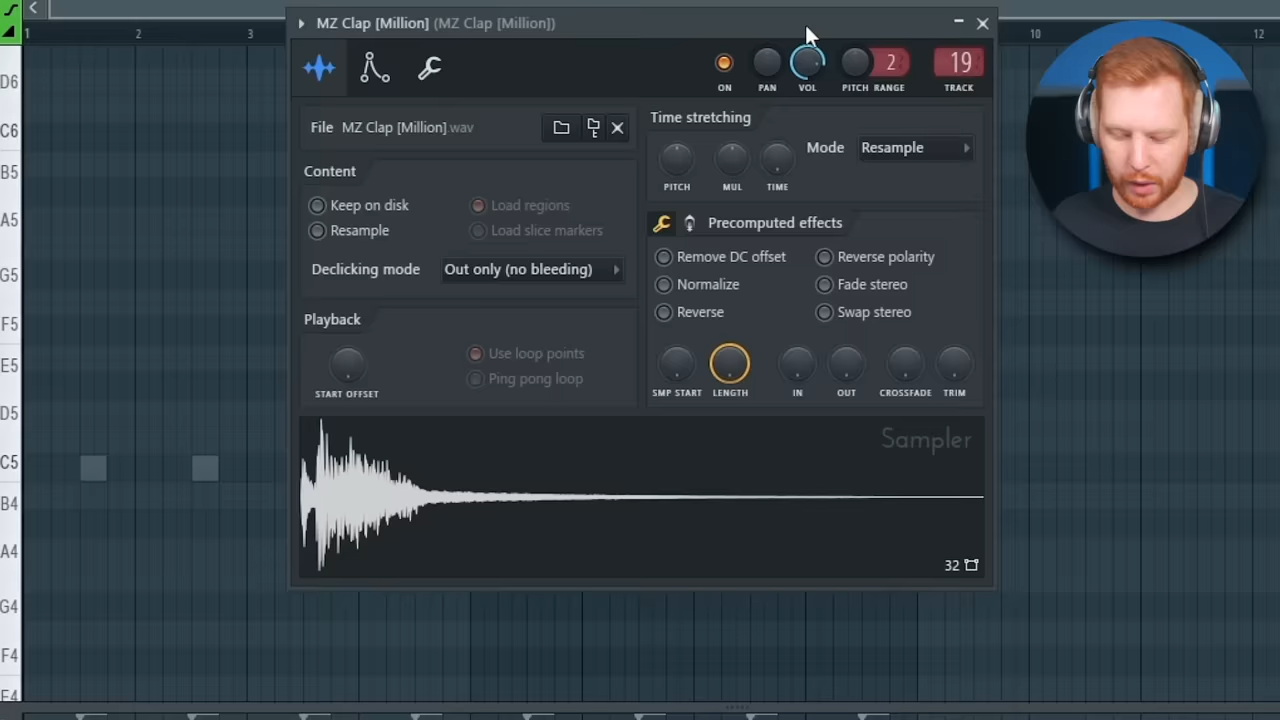 MZ Clap [Million] (MZ Clap [Million])
1 2 3 10 12
ON PAN VOL PITCH RANGE 2 TRACK 19
File MZ Clap [Million].wav
Content
Keep on disk Load regions
Resample Load slice markers
Declicking mode Out only (no bleeding)
Playback
START OFFSET
Use loop points
Ping pong loop
Time stretching
PITCH MUL TIME
Mode Resample
Precomputed effects
Remove DC offset Reverse polarity
Normalize Fade stereo
Reverse Swap stereo
SMP START LENGTH IN OUT CROSSFADE TRIM
Sampler
32
D6
C6
B5
A5
G5
F5
E5
D5
C5
B4
A4
G4
F4
E4